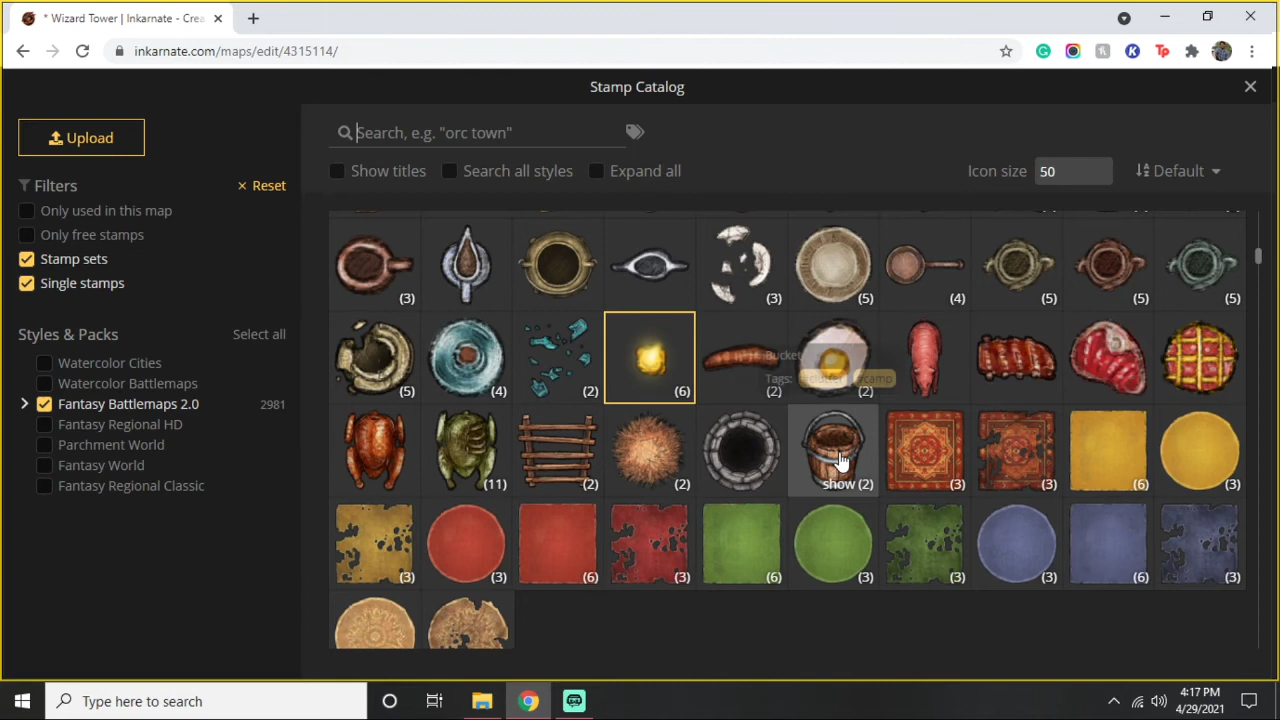 * Wizard Tower | Inkarnate - Crea
inkarnate.com/maps/edit/4315114/
Stamp Catalog
Upload
Search, e.g. "orc town"
Show titles Search all styles Expand all Icon size 50 Default
Filters Reset
Only used in this map
Only free stamps
Stamp sets
Single stamps
Styles & Packs Select all
Watercolor Cities
Watercolor Battlemaps
Fantasy Battlemaps 2.0 2981
Fantasy Regional HD
Parchment World
Fantasy World
Fantasy Regional Classic
(3) (3) (5) (4) (5) (5) (5)
Bucket
Tags: camp
(5) (4) (2) (6) (2) (2)
(11) (2) (2) show (2) (3) (3) (6) (3)
(3) (3) (6) (3) (6) (3) (3) (3) (6) (3)
Type here to search
4:17 PM
4/29/2021